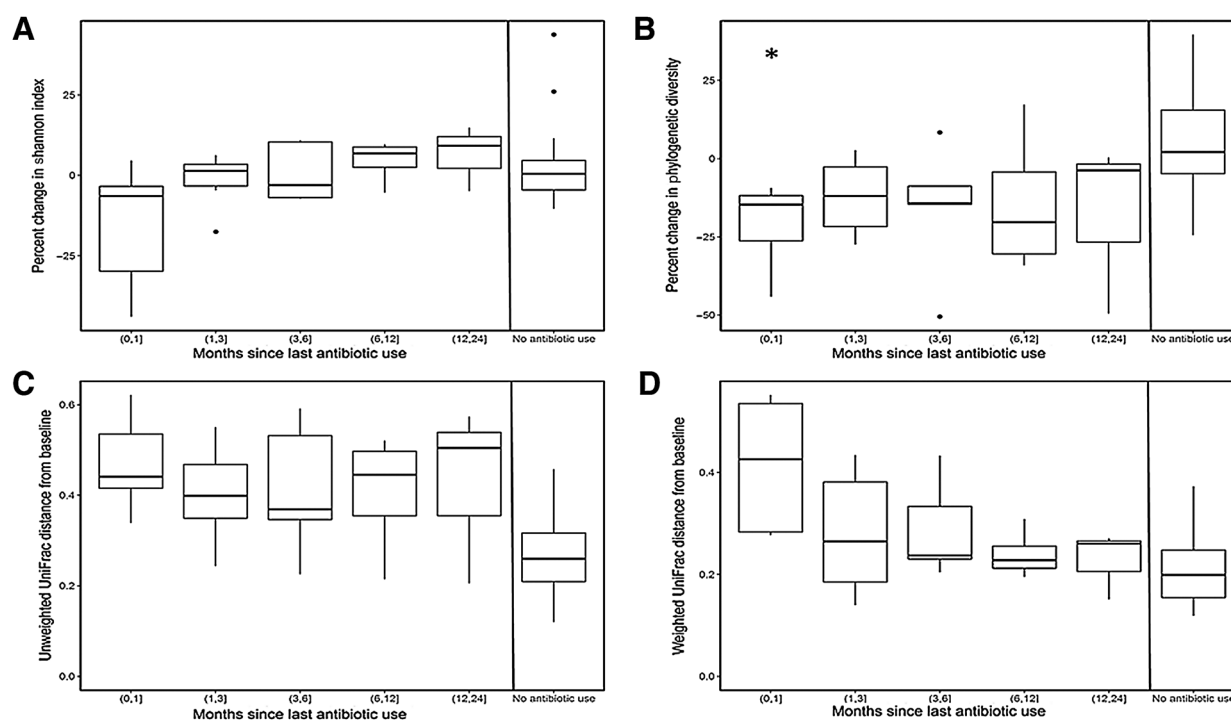 A
Percent change in shannon index
25
0
−25
(0,1]
(1,3]
(3,6]
(6,12]
(12,24]
No antibiotic use
Months since last antibiotic use
B
*
Percent change in phylogenetic diversity
25
0
−25
−50
(0,1]
(1,3]
(3,6]
(6,12]
(12,24]
No antibiotic use
Months since last antibiotic use
C
Unweighted UniFrac distance from baseline
0.6
0.4
0.2
0.0
(0,1]
(1,3]
(3,6]
(6,12]
(12,24]
No antibiotic use
Months since last antibiotic use
D
Weighted UniFrac distance from baseline
0.4
0.2
0.0
(0,1]
(1,3]
(3,6]
(6,12]
(12,24]
No antibiotic use
Months since last antibiotic use